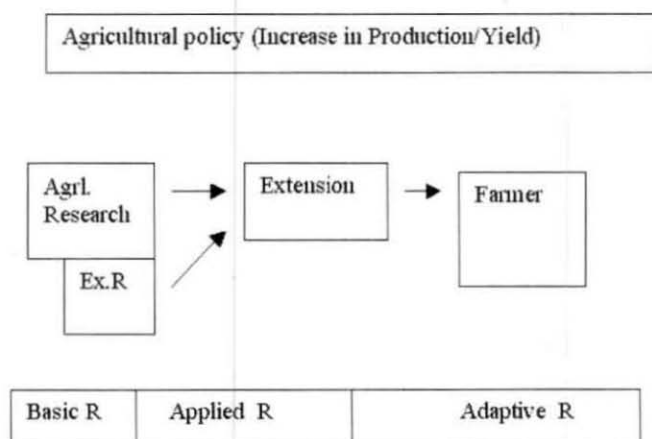 Agricultural policy (Increase in Production/Yield)
Agrl.
Research
Extension
Farmer
Ex.R
Basic R
Applied R
Adaptive R